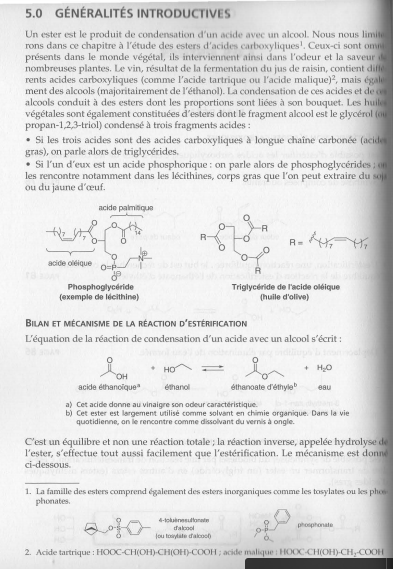 5.0 GÉNÉRALITÉS INTRODUCTIVES
Un ester est le produit de condensation d'un acide avec un alcool. Nous nous
rons dans ce chapitre à l'étude des esters d'acides carboxyliques¹. Ceux-ci sont
présents dans le monde végétal, ils interviennent ainsi dans l'odeur et la saveur
nombreuses plantes. Le vin, résultat de la fermentation du jus de raisin, contient
rents acides carboxyliques (comme l'acide tartrique ou l'acide malique)², mais
ment des alcools (majoritairement de l'éthanol). La condensation de ces acides et de
alcools conduit à des esters dont les proportions sont liées à son bouquet. Les
végétales sont également constituées d'esters dont le fragment alcool est le glycérol
propan-1,2,3-triol) condensé à trois fragments acides :
• Si les trois acides sont des acides carboxyliques à longue chaîne carbonée
gras), on parle alors de triglycérides.
• Si l'un d'eux est un acide phosphorique : on parle alors de phosphoglycérides ;
les rencontre notamment dans les lécithines, corps gras que l'on peut extraire du
ou du jaune d'œuf.
acide palmitique
acide oléique
R =
Phosphoglycéride
(exemple de lécithine)
Triglycéride de l'acide oléique
(huile d'olive)
BILAN ET MÉCANISME DE LA RÉACTION D'ESTÉRIFICATION
L'équation de la réaction de condensation d'un acide avec un alcool s'écrit :
O OH + HO ⇌ O O + H₂O
acide éthanoïqueᵃ éthanol éthanoate d'éthyleᵇ eau
a) Cet acide donne au vinaigre son odeur caractéristique.
b) Cet ester est largement utilisé comme solvant en chimie organique. Dans la vie
quotidienne, on le rencontre comme dissolvant du vernis à ongle.
C'est un équilibre et non une réaction totale ; la réaction inverse, appelée hydrolyse de
l'ester, s'effectue tout aussi facilement que l'estérification. Le mécanisme est donné
ci-dessous.
1. La famille des esters comprend également des esters inorganiques comme les tosylates ou les
phonates.
4-toluènesulfonate
d'alcool
(ou tosylate d'alcool)
phosphonate
2. Acide tartrique : HOOC-CH(OH)-CH(OH)-COOH ; acide malique : HOOC-CH(OH)-CH₂-COOH